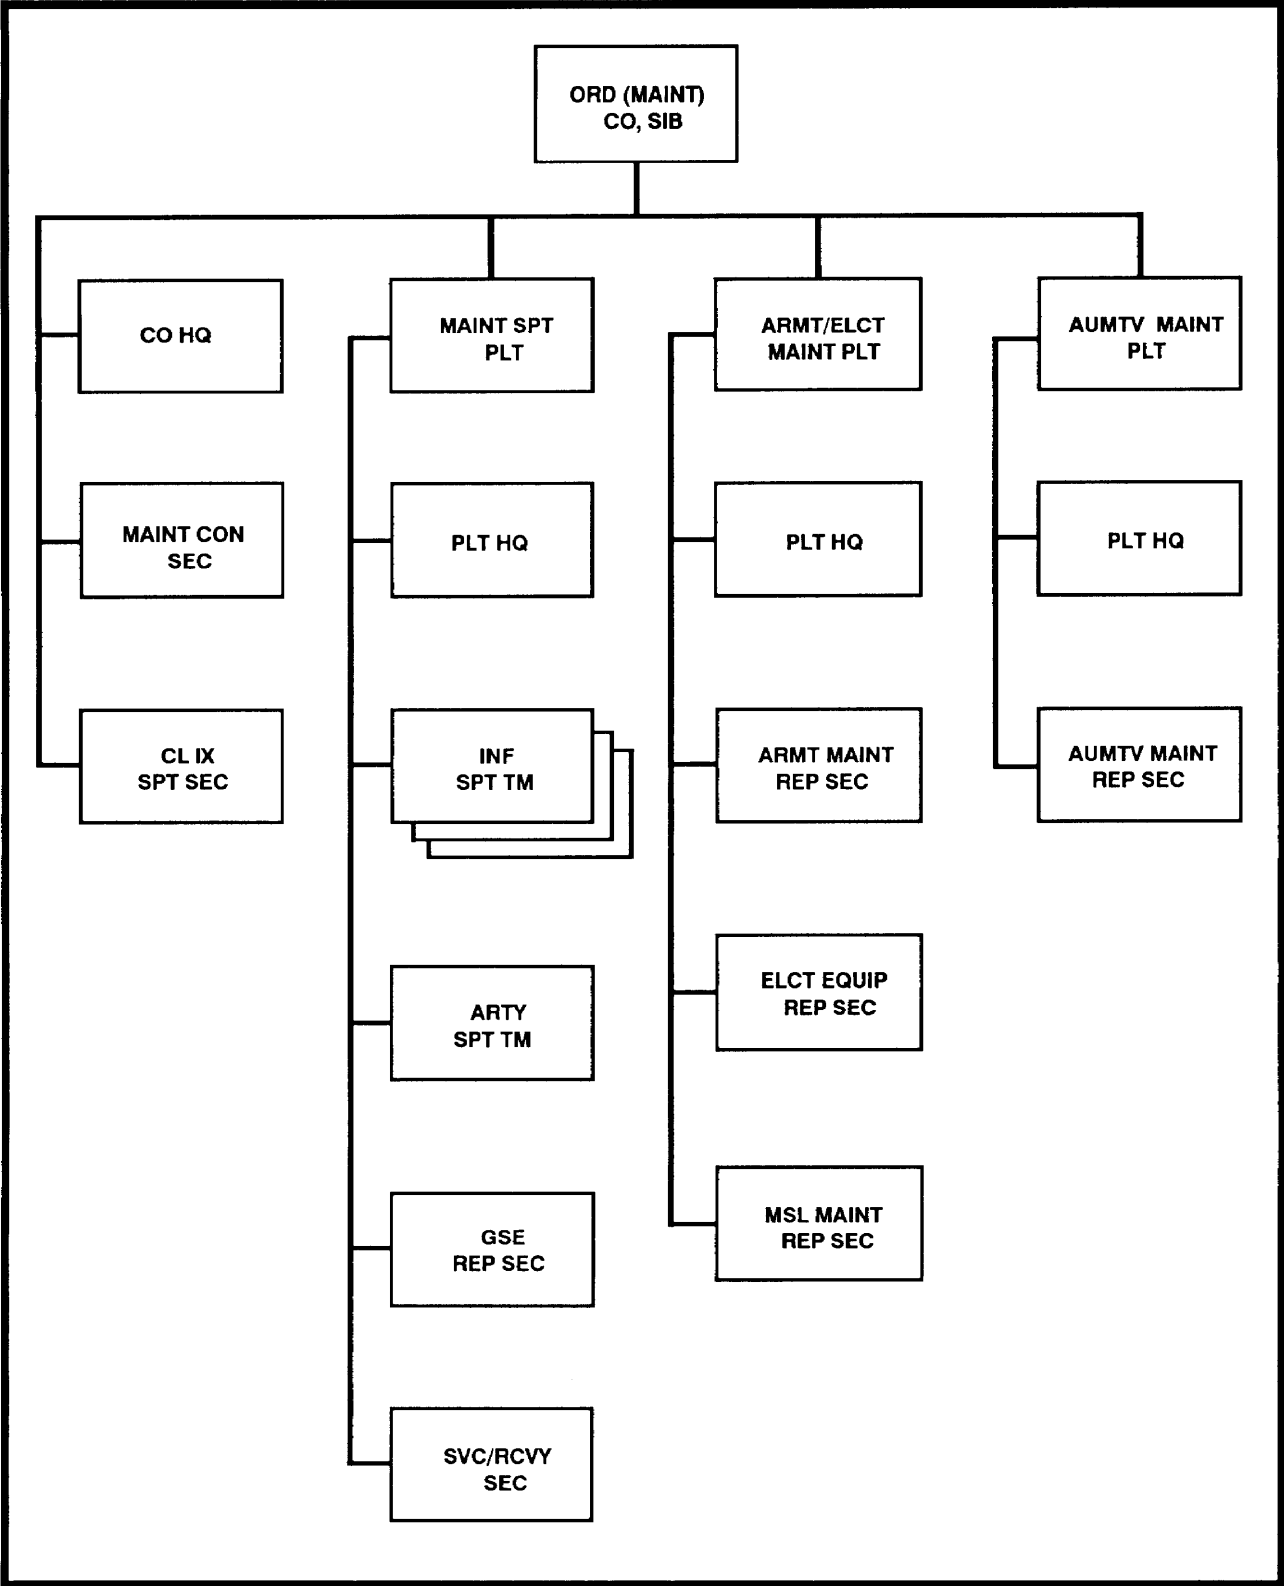 ORD (MAINT)
CO, SIB
CO HQ
MAINT SPT
PLT
ARMT/ELCT
MAINT PLT
AUMTV MAINT
PLT
MAINT CON
SEC
PLT HQ
PLT HQ
PLT HQ
CL IX
SPT SEC
INF
SPT TM
ARMT MAINT
REP SEC
AUMTV MAINT
REP SEC
ARTY
SPT TM
ELCT EQUIP
REP SEC
GSE
REP SEC
MSL MAINT
REP SEC
SVC/RCVY
SEC